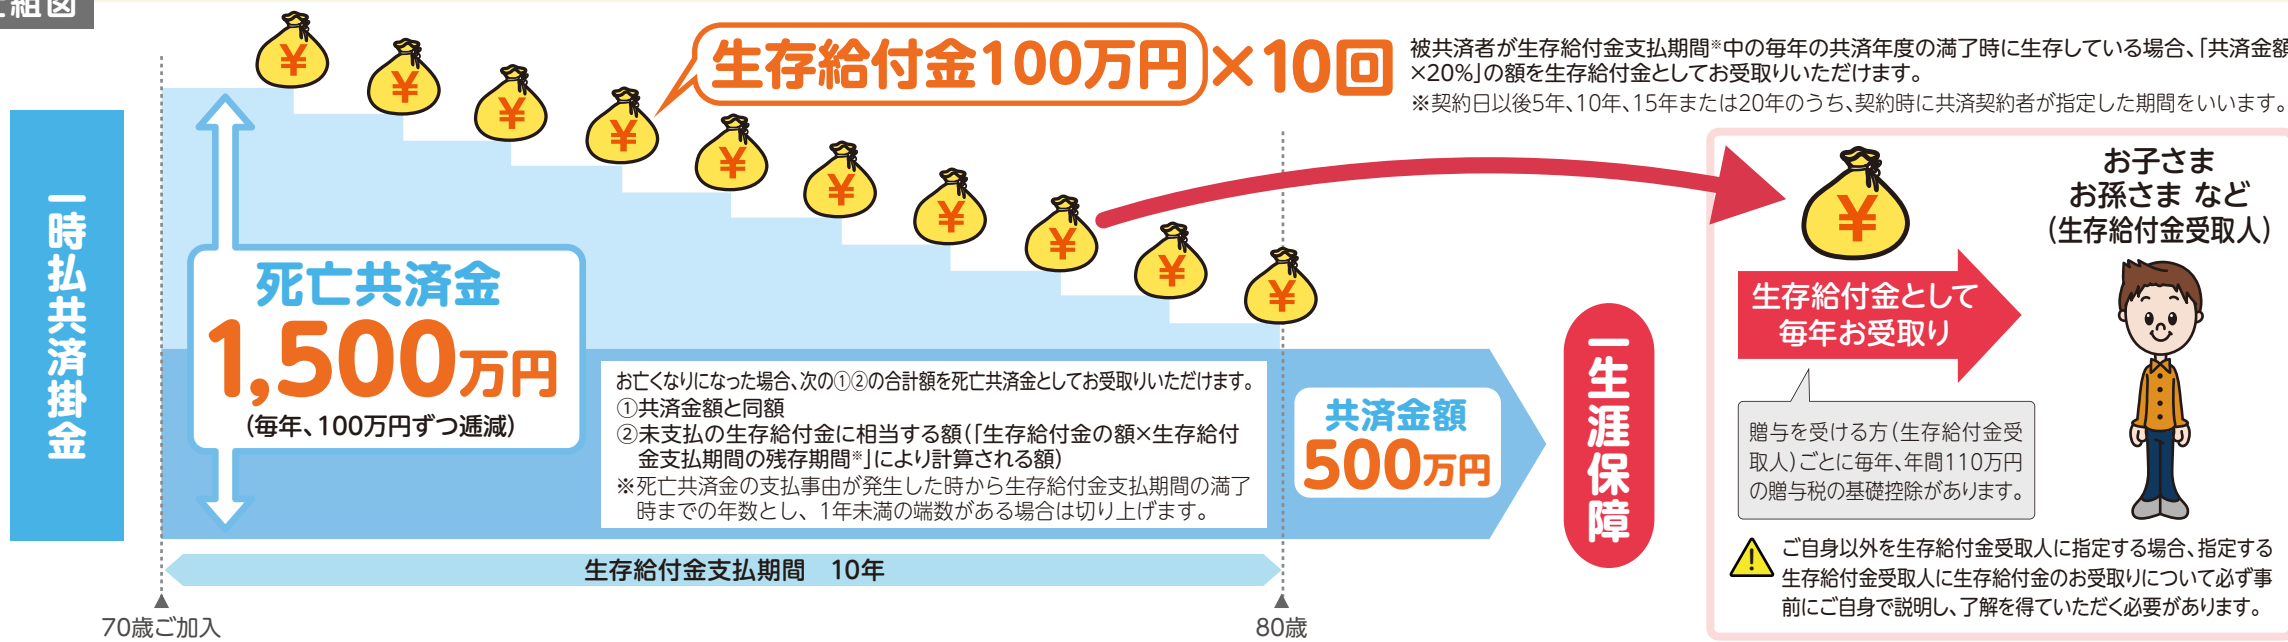 組図
生存給付金100万円×10回
被共済者が生存給付金支払期間※中の毎年の共済年度の満了時に生存している場合、「共済金額
×20%」の額を生存給付金としてお受取りいただけます。
※契約日以後5年、10年、15年または20年のうち、契約時に共済契約者が指定した期間をいいます。
一時払共済掛金
¥
¥
¥
¥
¥
¥
¥
¥
¥
¥
死亡共済金
1,500万円
(毎年、100万円ずつ逓減)
お亡くなりになった場合、次の①②の合計額を死亡共済金としてお受取りいただけます。
①共済金額と同額
②未支払の生存給付金に相当する額(「生存給付金の額×生存給付
金支払期間の残存期間※」により計算される額)
※死亡共済金の支払事由が発生した時から生存給付金支払期間の満了
時までの年数とし、1年未満の端数がある場合は切り上げます。
共済金額
500万円
一生涯保障
生存給付金支払期間 10年
70歳ご加入
80歳
¥
お子さま
お孫さま など
(生存給付金受取人)
生存給付金として
毎年お受取り
贈与を受ける方(生存給付金受
取人)ごとに毎年、年間110万円
の贈与税の基礎控除があります。
ご自身以外を生存給付金受取人に指定する場合、指定する
生存給付金受取人に生存給付金のお受取りについて必ず事
前にご自身で説明し、了解を得ていただく必要があります。